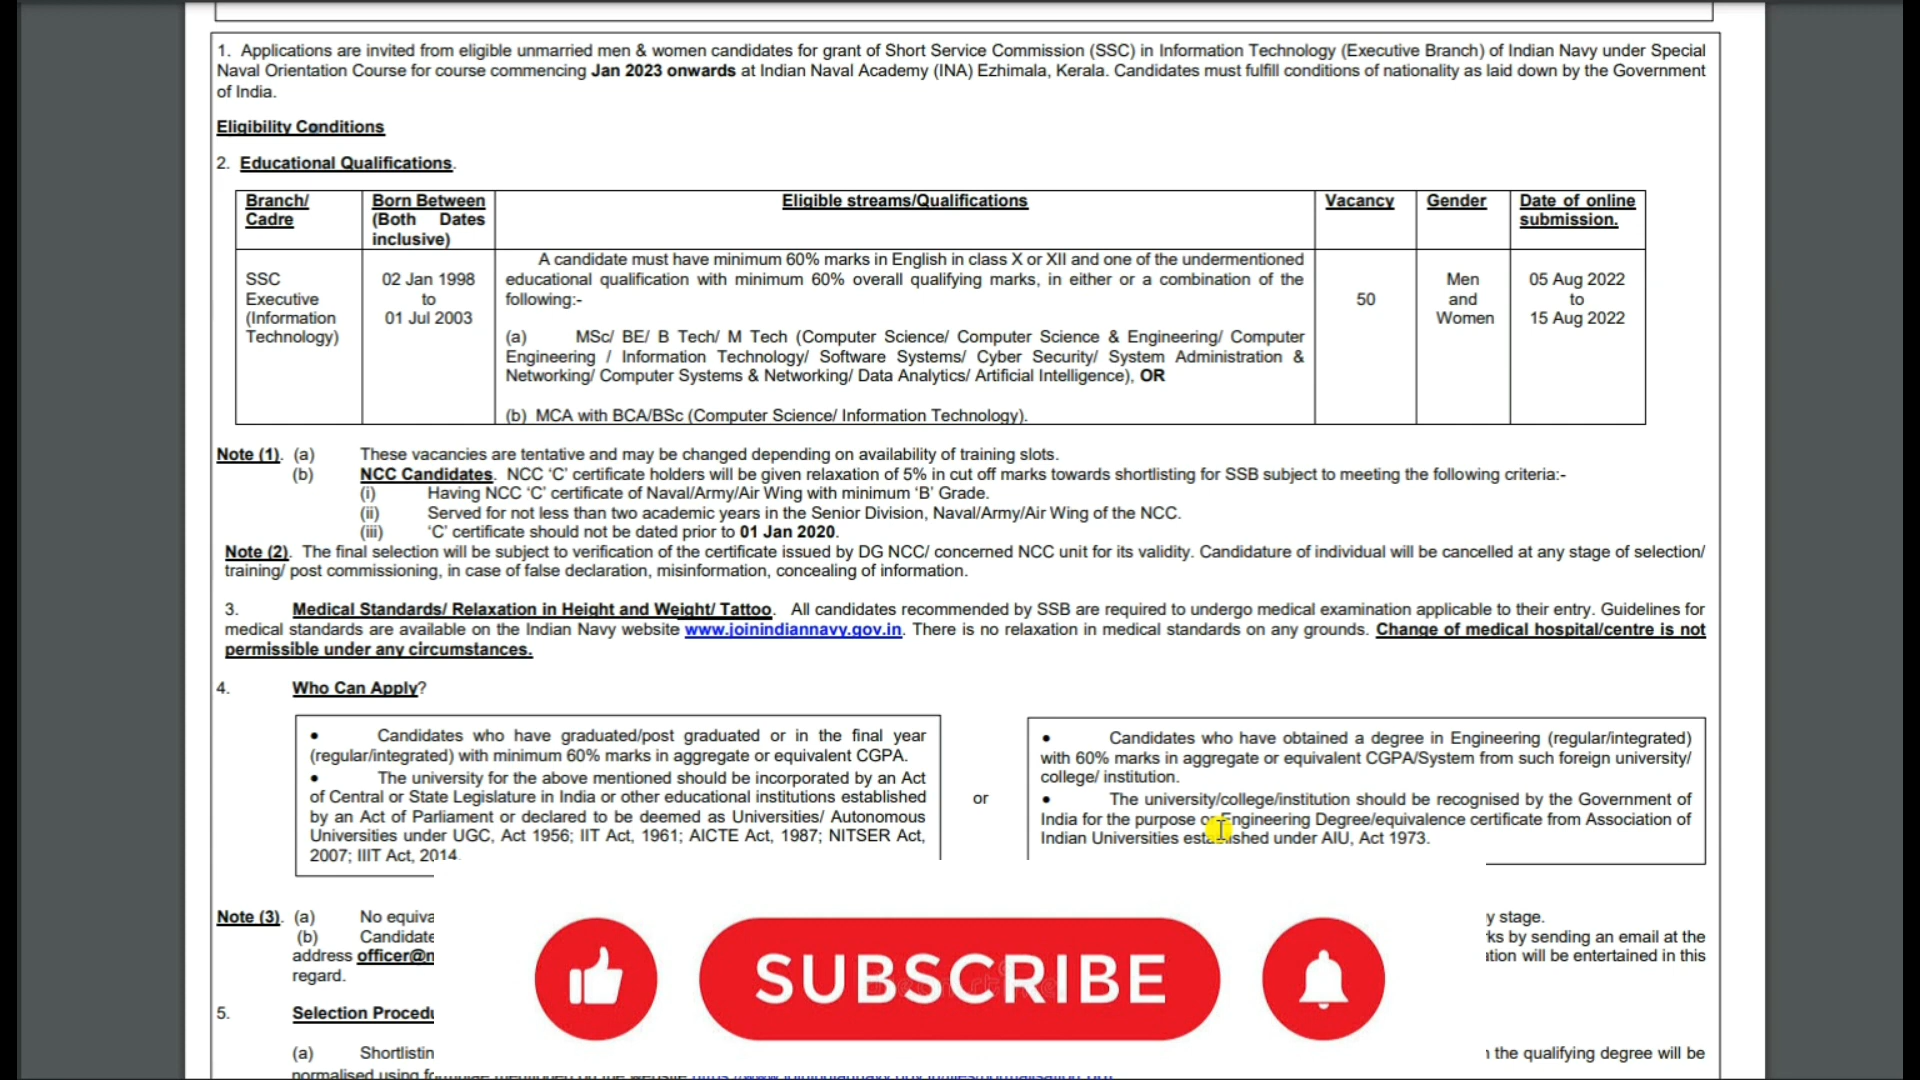 1. Applications are invited from eligible unmarried men & women candidates for grant of Short Service Commission (SSC) in Information Technology (Executive Branch) of Indian Navy under Special
Naval Orientation Course for course commencing Jan 2023 onwards at Indian Naval Academy (INA) Ezhimala, Kerala. Candidates must fulfill conditions of nationality as laid down by the Government
of India.
Eligibility Conditions
2. Educational Qualifications.
Branch/ Cadre
Born Between (Both Dates inclusive)
Eligible streams/Qualifications
Vacancy
Gender
Date of online submission.
SSC
Executive
(Information
Technology)
02 Jan 1998
to
01 Jul 2003
A candidate must have minimum 60% marks in English in class X or XII and one of the undermentioned
educational qualification with minimum 60% overall qualifying marks, in either or a combination of the
following:-
(a) MSc/ BE/ B Tech/ M Tech (Computer Science/ Computer Science & Engineering/ Computer
Engineering / Information Technology/ Software Systems/ Cyber Security/ System Administration &
Networking/ Computer Systems & Networking/ Data Analytics/ Artificial Intelligence), OR
(b) MCA with BCA/BSc (Computer Science/ Information Technology).
50
Men
and
Women
05 Aug 2022
to
15 Aug 2022
Note (1). (a) These vacancies are tentative and may be changed depending on availability of training slots.
(b) NCC Candidates. NCC 'C' certificate holders will be given relaxation of 5% in cut off marks towards shortlisting for SSB subject to meeting the following criteria:-
(i) Having NCC 'C' certificate of Naval/Army/Air Wing with minimum 'B' Grade.
(ii) Served for not less than two academic years in the Senior Division, Naval/Army/Air Wing of the NCC.
(iii) 'C' certificate should not be dated prior to 01 Jan 2020.
Note (2). The final selection will be subject to verification of the certificate issued by DG NCC/ concerned NCC unit for its validity. Candidature of individual will be cancelled at any stage of selection/
training/ post commissioning, in case of false declaration, misinformation, concealing of information.
3. Medical Standards/ Relaxation in Height and Weight/ Tattoo. All candidates recommended by SSB are required to undergo medical examination applicable to their entry. Guidelines for
medical standards are available on the Indian Navy website www.joinindiannavy.gov.in. There is no relaxation in medical standards on any grounds. Change of medical hospital/centre is not
permissible under any circumstances.
4. Who Can Apply?
• Candidates who have graduated/post graduated or in the final year
(regular/integrated) with minimum 60% marks in aggregate or equivalent CGPA.
• The university for the above mentioned should be incorporated by an Act
of Central or State Legislature in India or other educational institutions established
by an Act of Parliament or declared to be deemed as Universities/ Autonomous
Universities under UGC, Act 1956; IIT Act, 1961; AICTE Act, 1987; NITSER Act,
2007; IIIT Act, 2014.
or
• Candidates who have obtained a degree in Engineering (regular/integrated)
with 60% marks in aggregate or equivalent CGPA/System from such foreign university/
college/ institution.
• The university/college/institution should be recognised by the Government of
India for the purpose of Engineering Degree/equivalence certificate from Association of
Indian Universities established under AIU, Act 1973.
Note (3). (a) No equiva y stage.
(b) Candidate ks by sending an email at the
address officer@n ation will be entertained in this
regard.
SUBSCRIBE
5. Selection Procedu
(a) Shortlistin the qualifying degree will be
normalised using